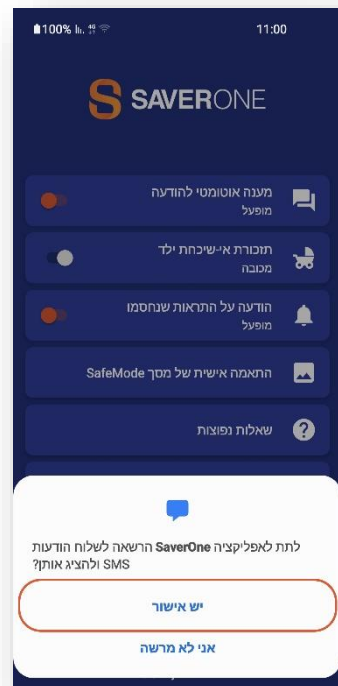 100% 4G 11:00
SAVERONE
מענה אוטומטי להודעה
מופעל
תזכורת אי-שיכחת ילד
מכובה
הודעה על התראות שנחסמו
מופעל
התאמה אישית של מסך SafeMode
שאלות נפוצות
לתת לאפליקציה SaverOne הרשאה לשלוח הודעות
SMS ולהציג אותן?
יש אישור
אני לא מרשה